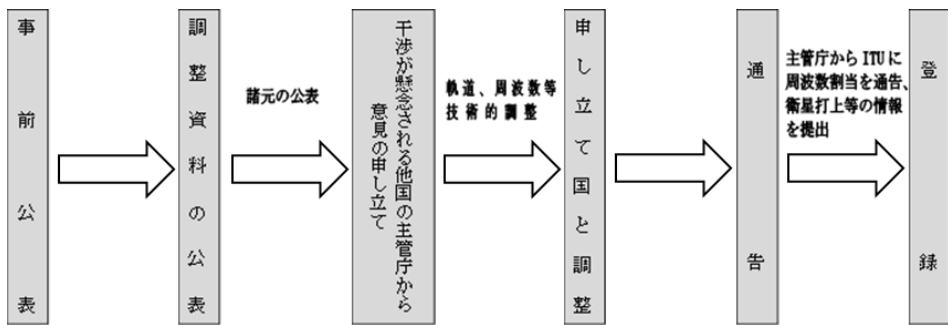 事前公表
調整資料の公表
諸元の公表
干渉が懸念される他国の主管庁から
意見の申し立て
軌道、周波数等
技術的調整
申し立て国と調整
通告
主管庁から ITUに
周波数割当を通告、
衛星打上等の情報
を提出
登録